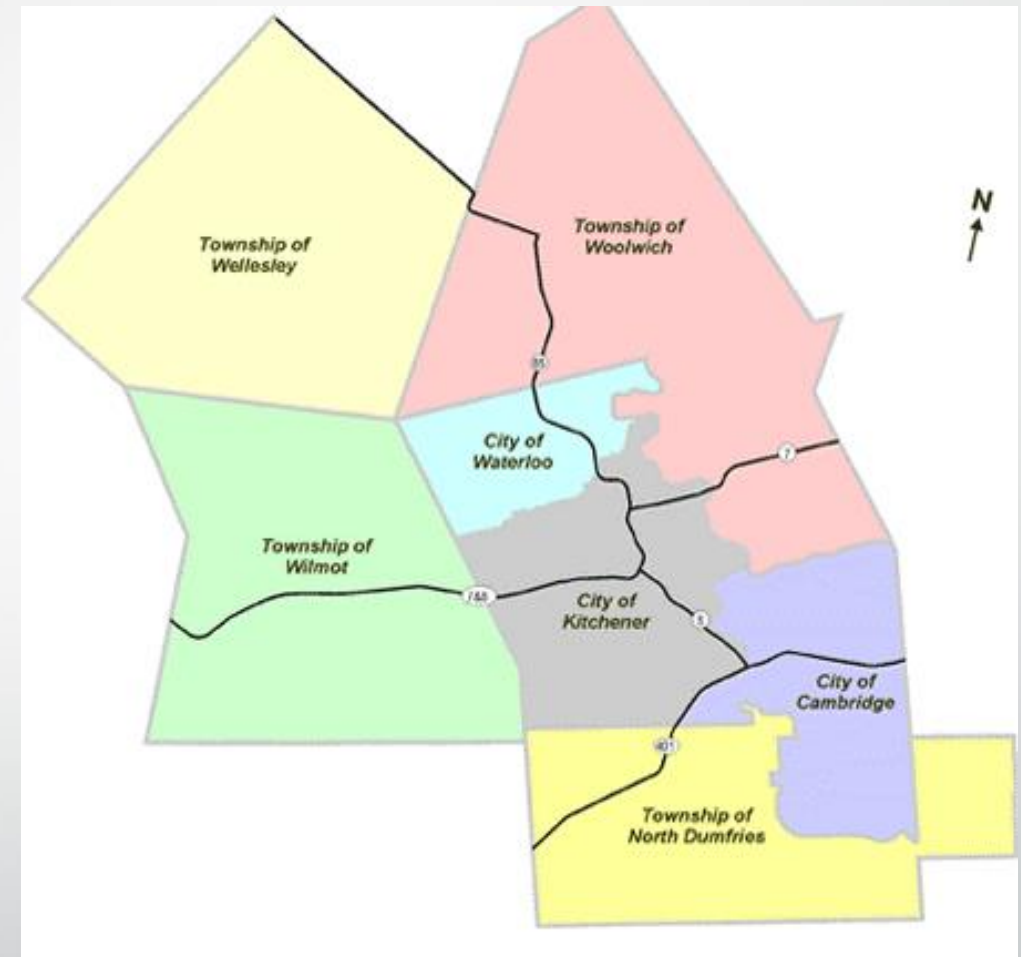 N
Township of
Woolwich
Township of
Wellesley
85
City of
Waterloo
7
Township of
Wilmot
7&8
City of
Kitchener
8
City of
Cambridge
401
Township of
North Dumfries